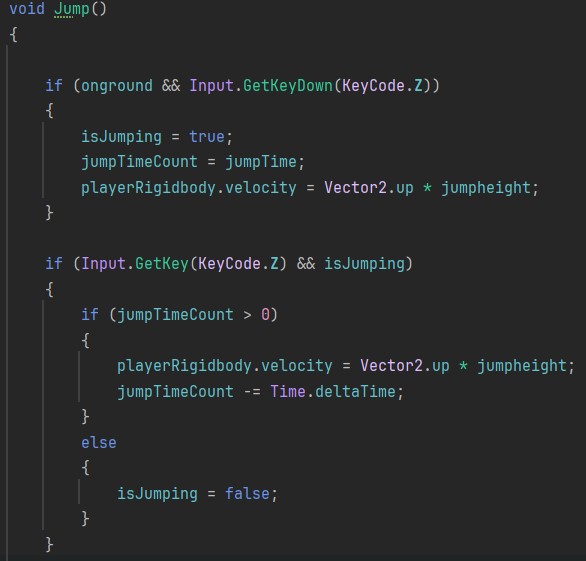 void Jump()
{
if (onground && Input.GetKeyDown(KeyCode.Z))
{
isJumping = true;
jumpTimeCount = jumpTime;
playerRigidbody.velocity = Vector2.up * jumpheight;
}
if (Input.GetKey(KeyCode.Z) && isJumping)
{
if (jumpTimeCount > 0)
{
playerRigidbody.velocity = Vector2.up * jumpheight;
jumpTimeCount -= Time.deltaTime;
}
else
{
isJumping = false;
}
}